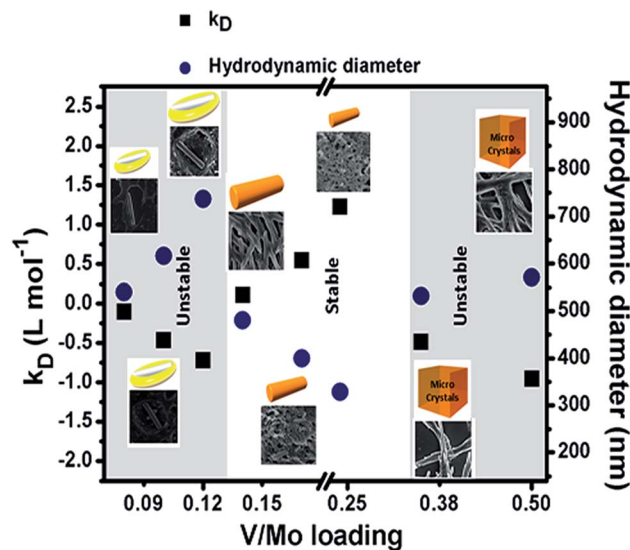 k_D
Hydrodynamic diameter
k_D (L mol⁻¹)
2.5
2.0
1.5
1.0
0.5
0.0
-0.5
-1.0
-1.5
-2.0
Unstable
Stable
Unstable
Micro
Crystals
Micro
Crystals
900
800
700
600
500
400
300
200
Hydrodynamic diameter (nm)
0.09 0.12 0.15 0.25 0.38 0.50
V/Mo loading